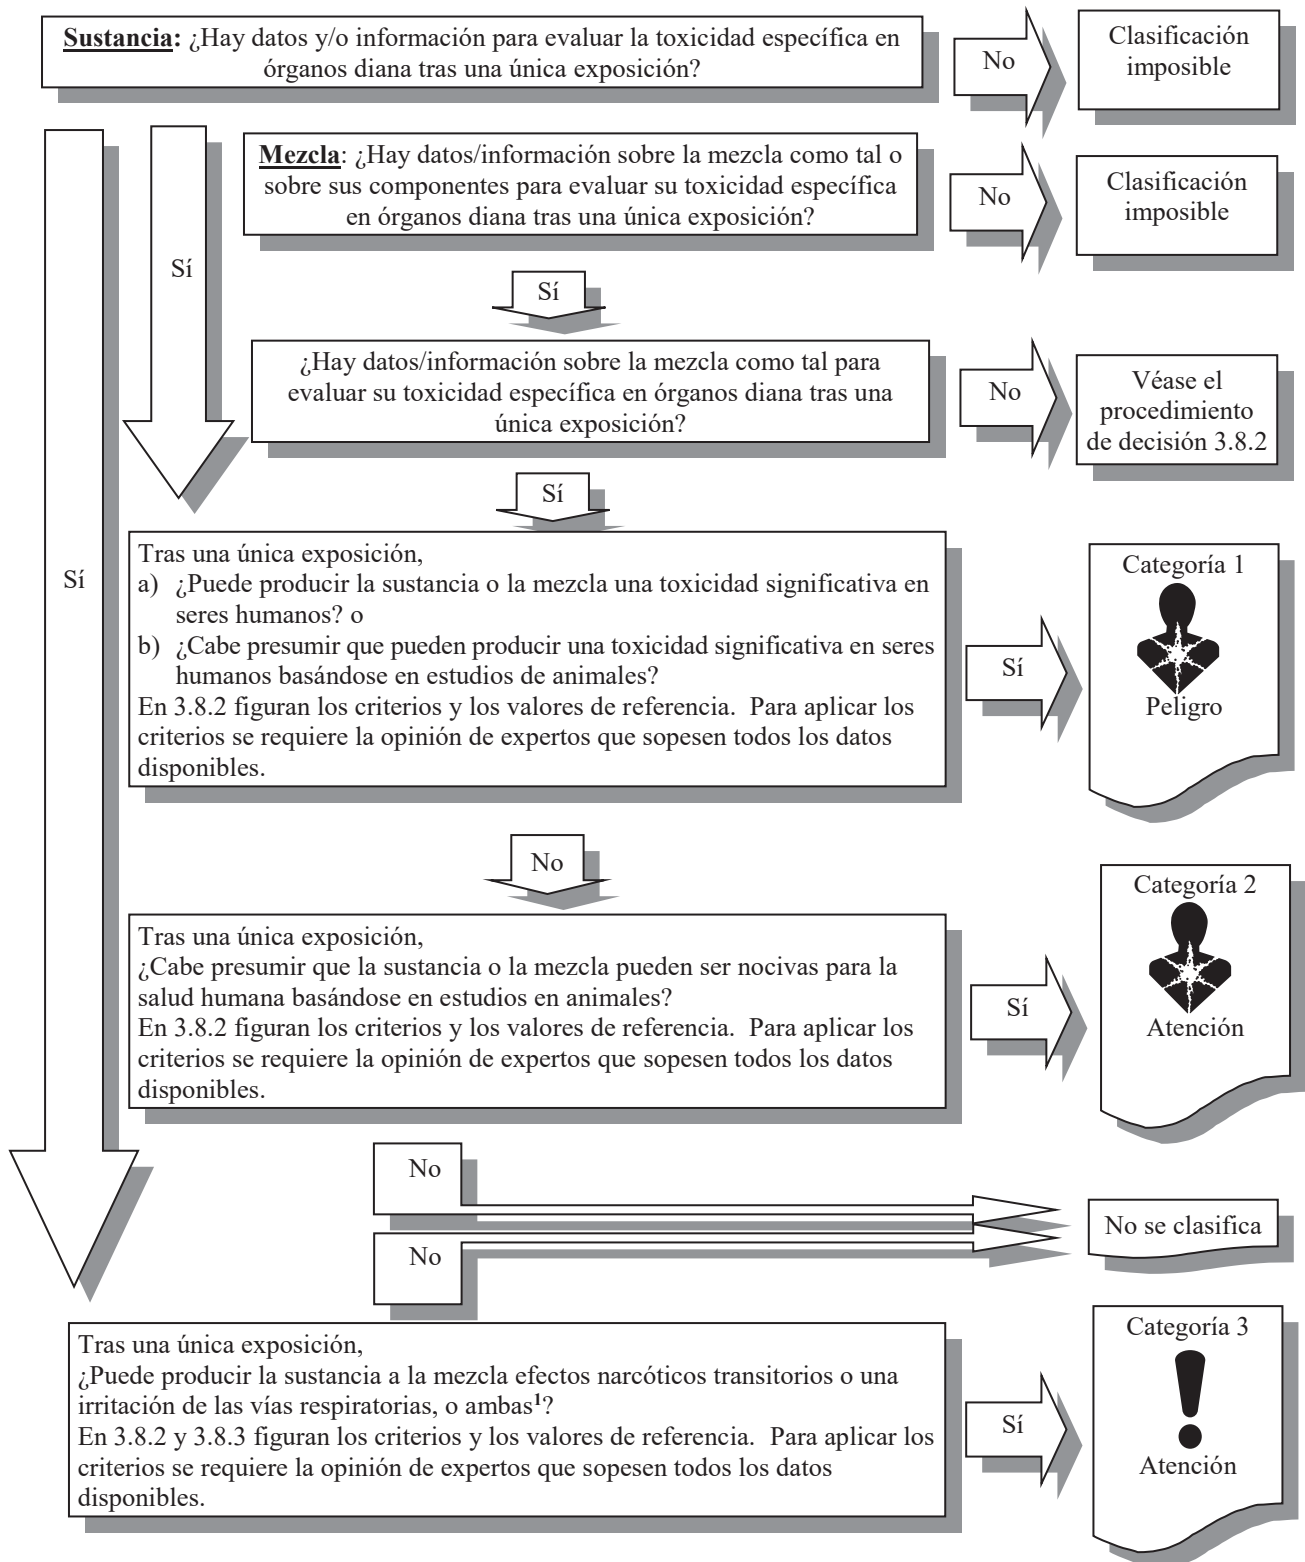 Sustancia: ¿Hay datos y/o información para evaluar la toxicidad específica en
órganos diana tras una única exposición?
No
Clasificación
imposible
Mezcla: ¿Hay datos/información sobre la mezcla como tal o
sobre sus componentes para evaluar su toxicidad específica
en órganos diana tras una única exposición?
No
Clasificación
imposible
Sí
Sí
¿Hay datos/información sobre la mezcla como tal para
evaluar su toxicidad específica en órganos diana tras una
única exposición?
No
Véase el
procedimiento
de decisión 3.8.2
Sí
Sí
Tras una única exposición,
a) ¿Puede producir la sustancia o la mezcla una toxicidad significativa en
seres humanos? o
b) ¿Cabe presumir que pueden producir una toxicidad significativa en seres
humanos basándose en estudios de animales?
En 3.8.2 figuran los criterios y los valores de referencia. Para aplicar los
criterios se requiere la opinión de expertos que sopesen todos los datos
disponibles.
Sí
Categoría 1
Peligro
No
Tras una única exposición,
¿Cabe presumir que la sustancia o la mezcla pueden ser nocivas para la
salud humana basándose en estudios en animales?
En 3.8.2 figuran los criterios y los valores de referencia. Para aplicar los
criterios se requiere la opinión de expertos que sopesen todos los datos
disponibles.
Sí
Categoría 2
Atención
No
No
No se clasifica
Tras una única exposición,
¿Puede producir la sustancia a la mezcla efectos narcóticos transitorios o una
irritación de las vías respiratorias, o ambas¹?
En 3.8.2 y 3.8.3 figuran los criterios y los valores de referencia. Para aplicar los
criterios se requiere la opinión de expertos que sopesen todos los datos
disponibles.
Sí
Categoría 3
Atención